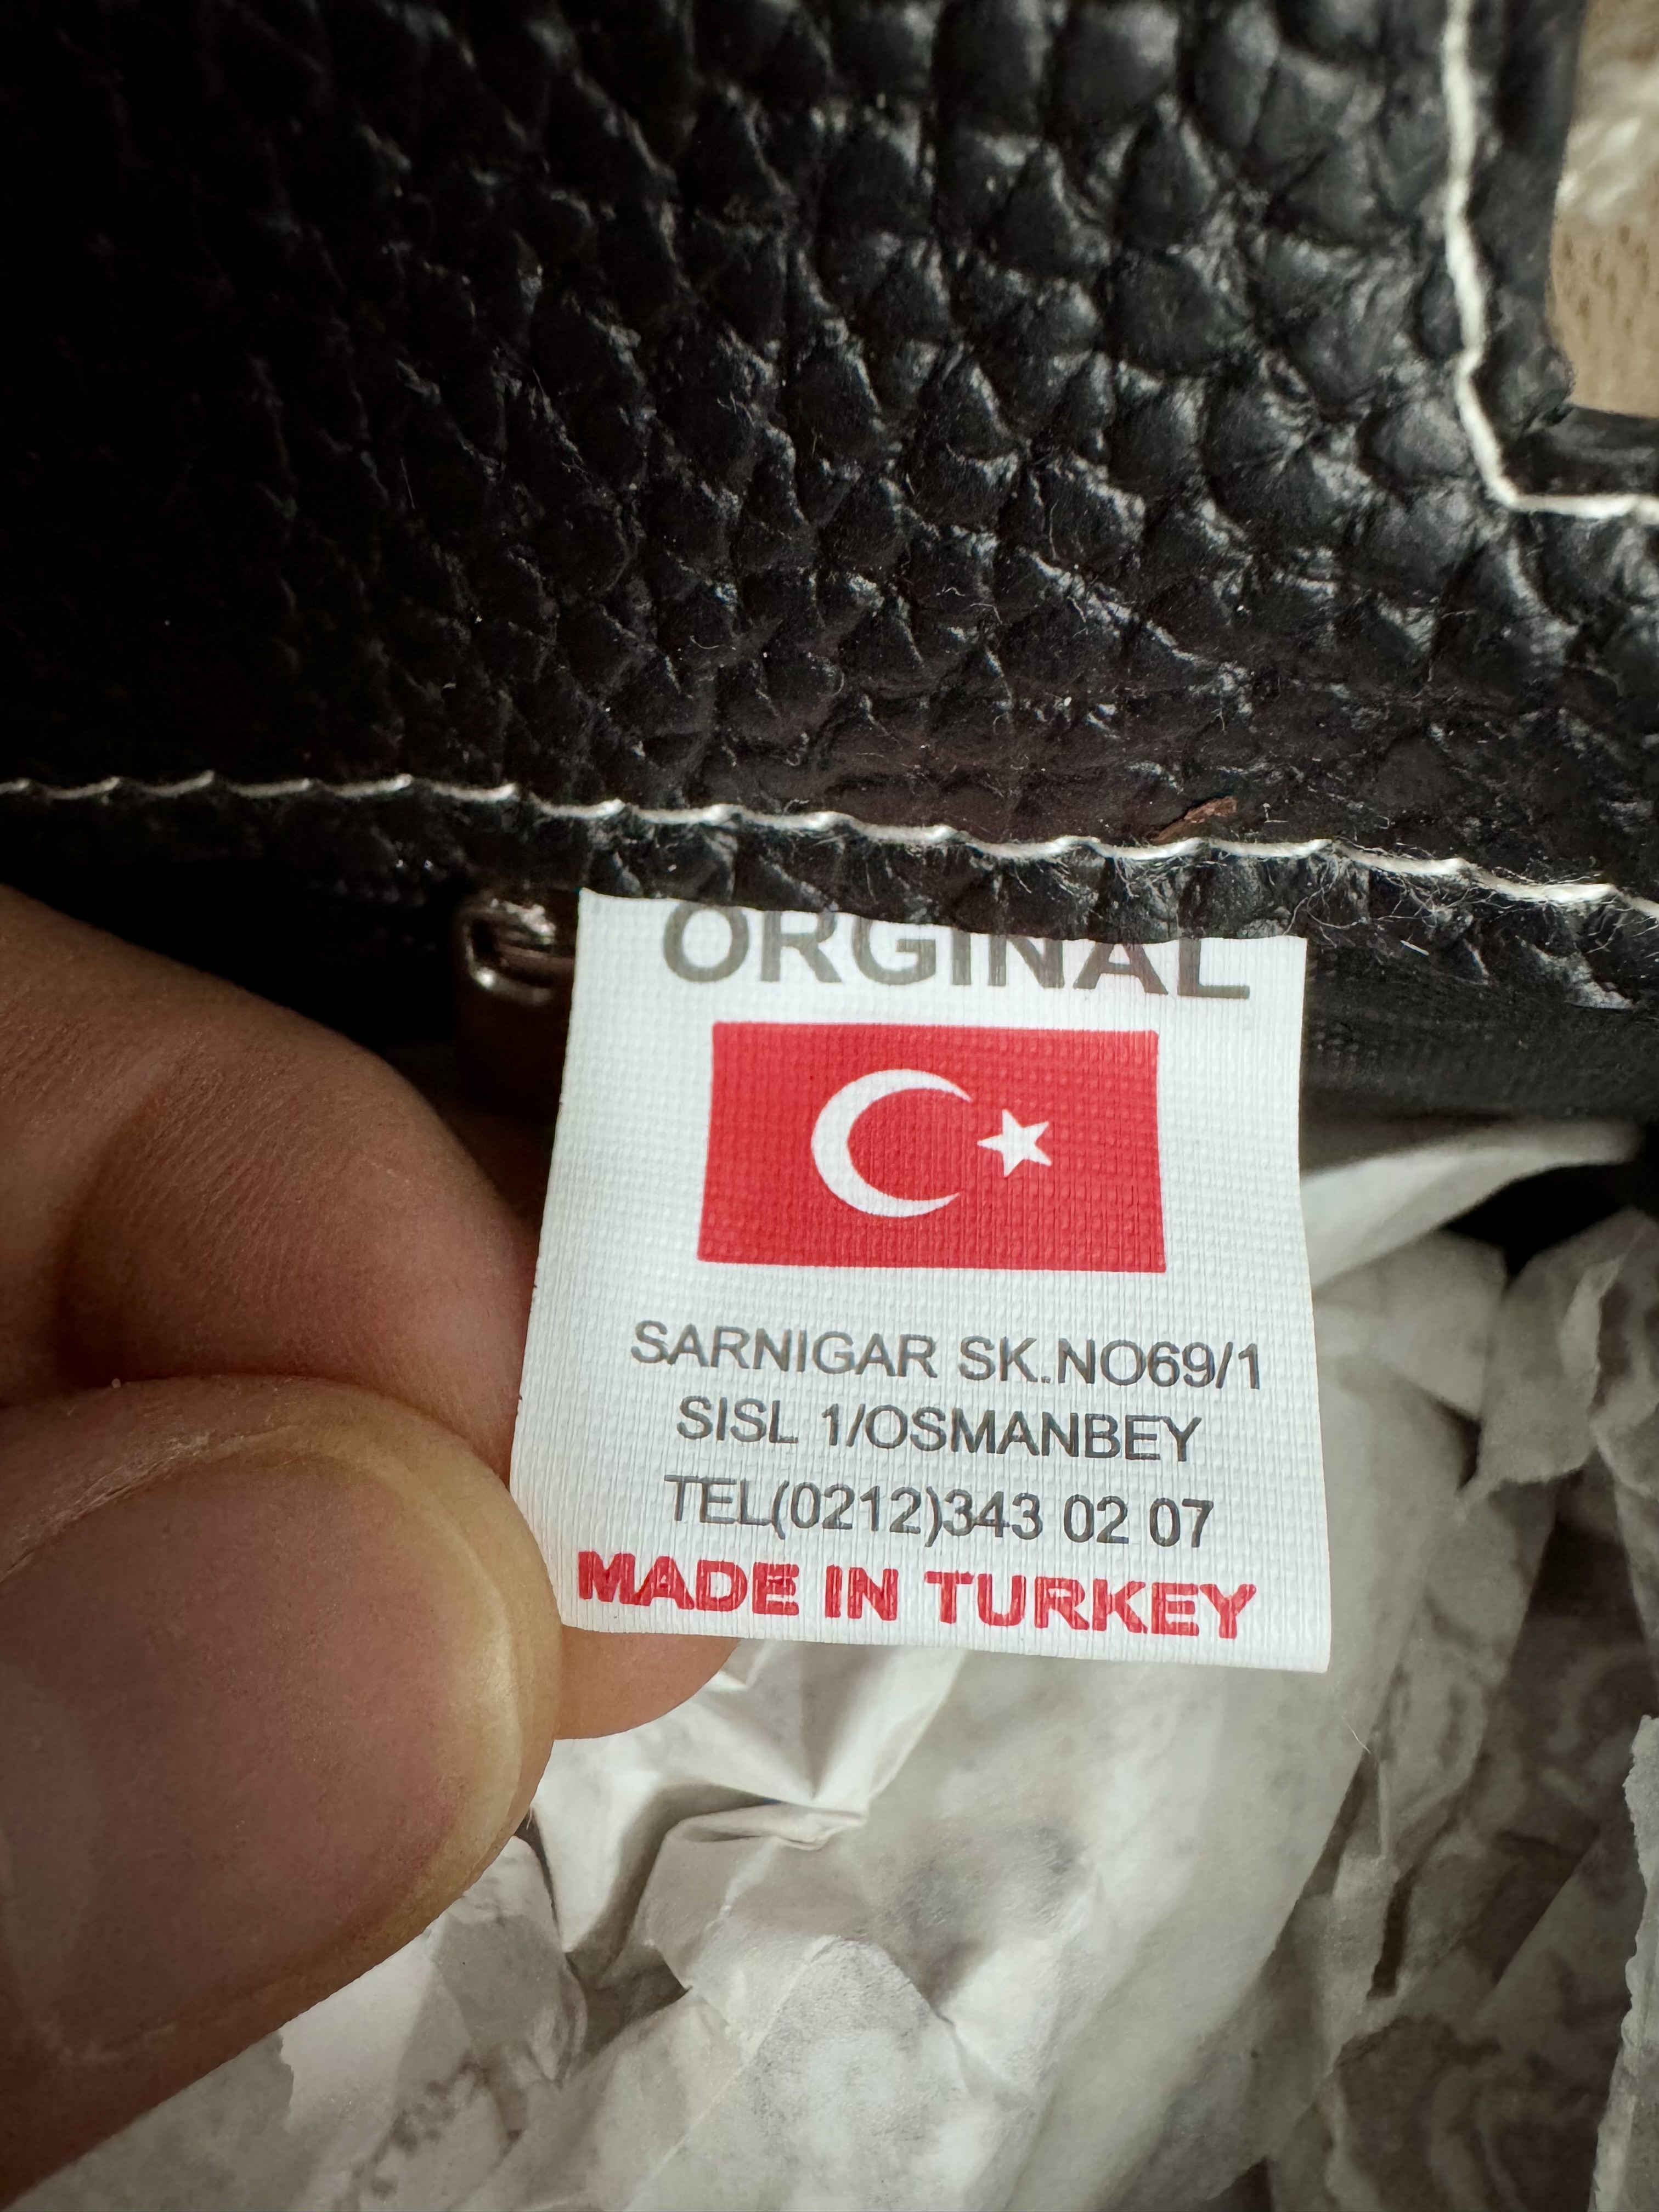 ORGINAL
SARNIGAR SK.NO69/1
SISL 1/OSMANBEY
TEL(0212)343 02 07
MADE IN TURKEY